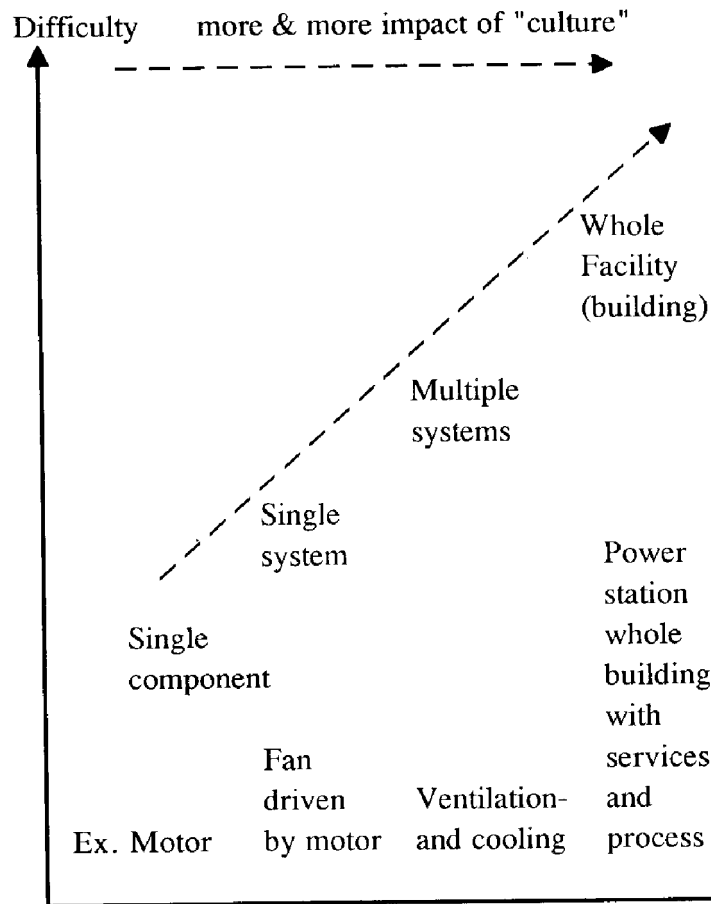 Difficulty
more & more impact of "culture"
Whole
Facility
(building)
Multiple
systems
Single
system
Single
component
Ex. Motor
Fan
driven
by motor
Ventilation-
and cooling
Power
station
whole
building
with
services
and
process